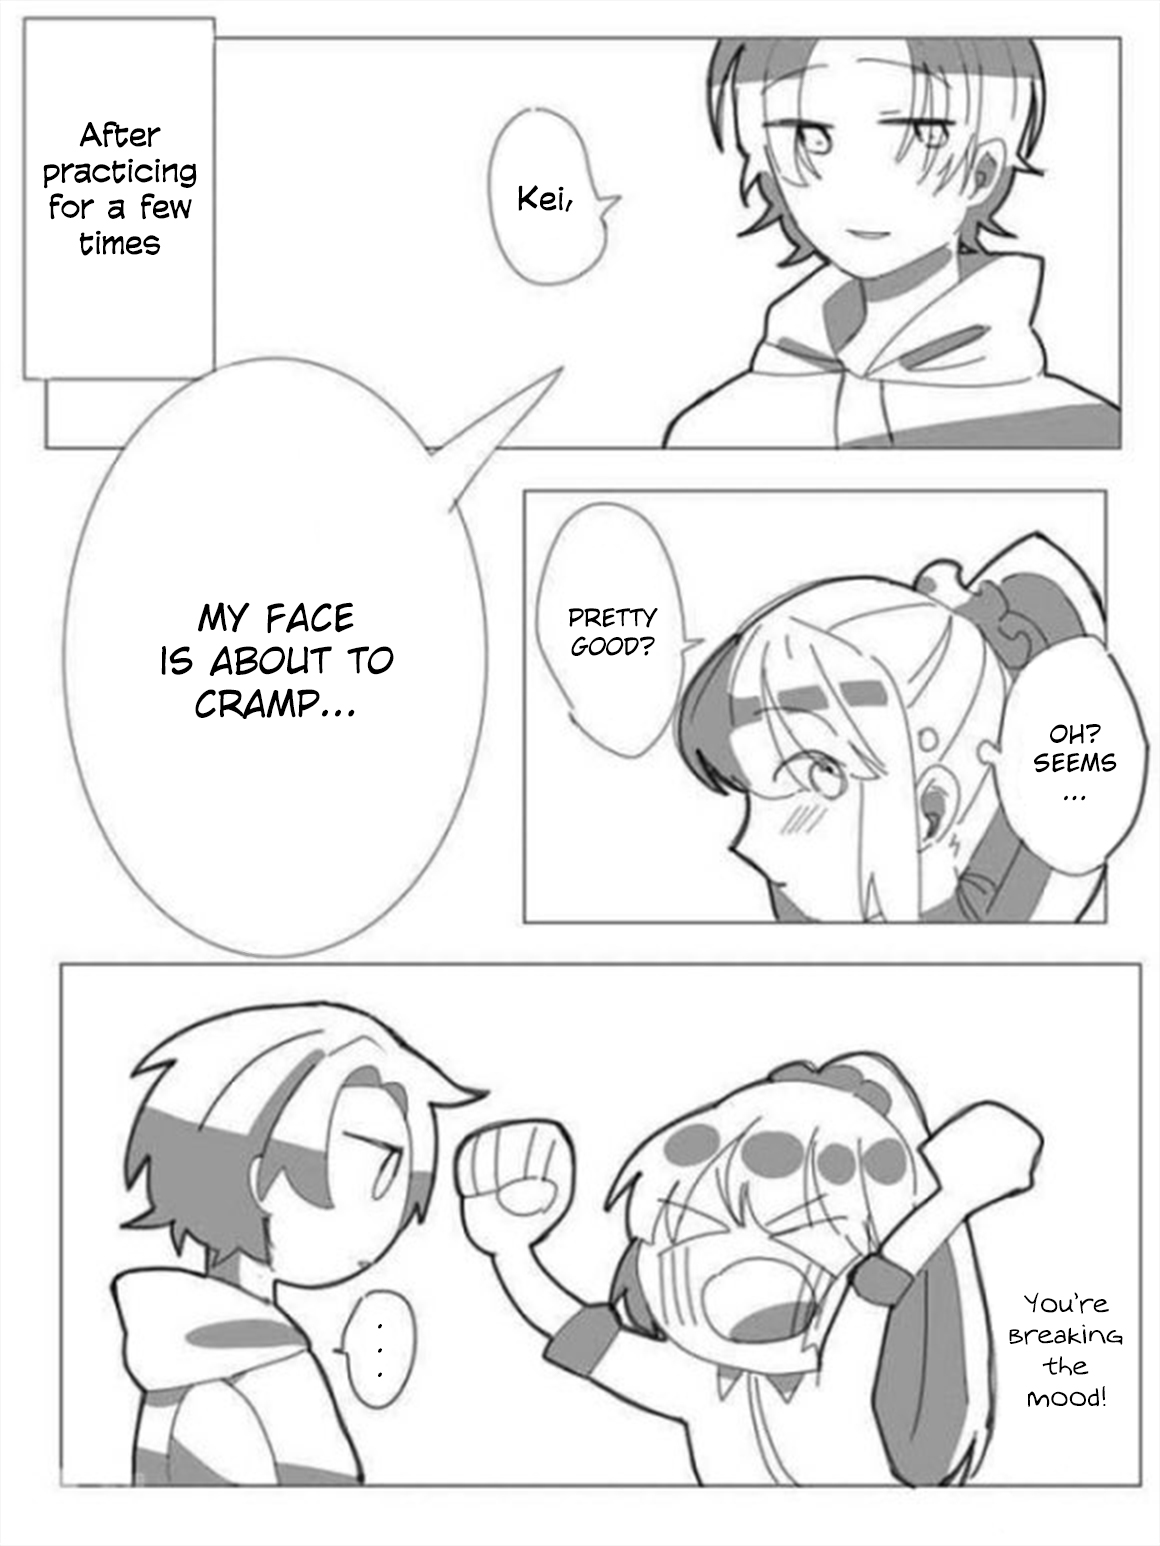 After
practicing
for a few
times
Kei,
OH?
SEEMS
...
PRETTY
GOOD?
MY FACE
IS ABOUT TO
CRAMP...
...
You're
Breaking
the
mood!